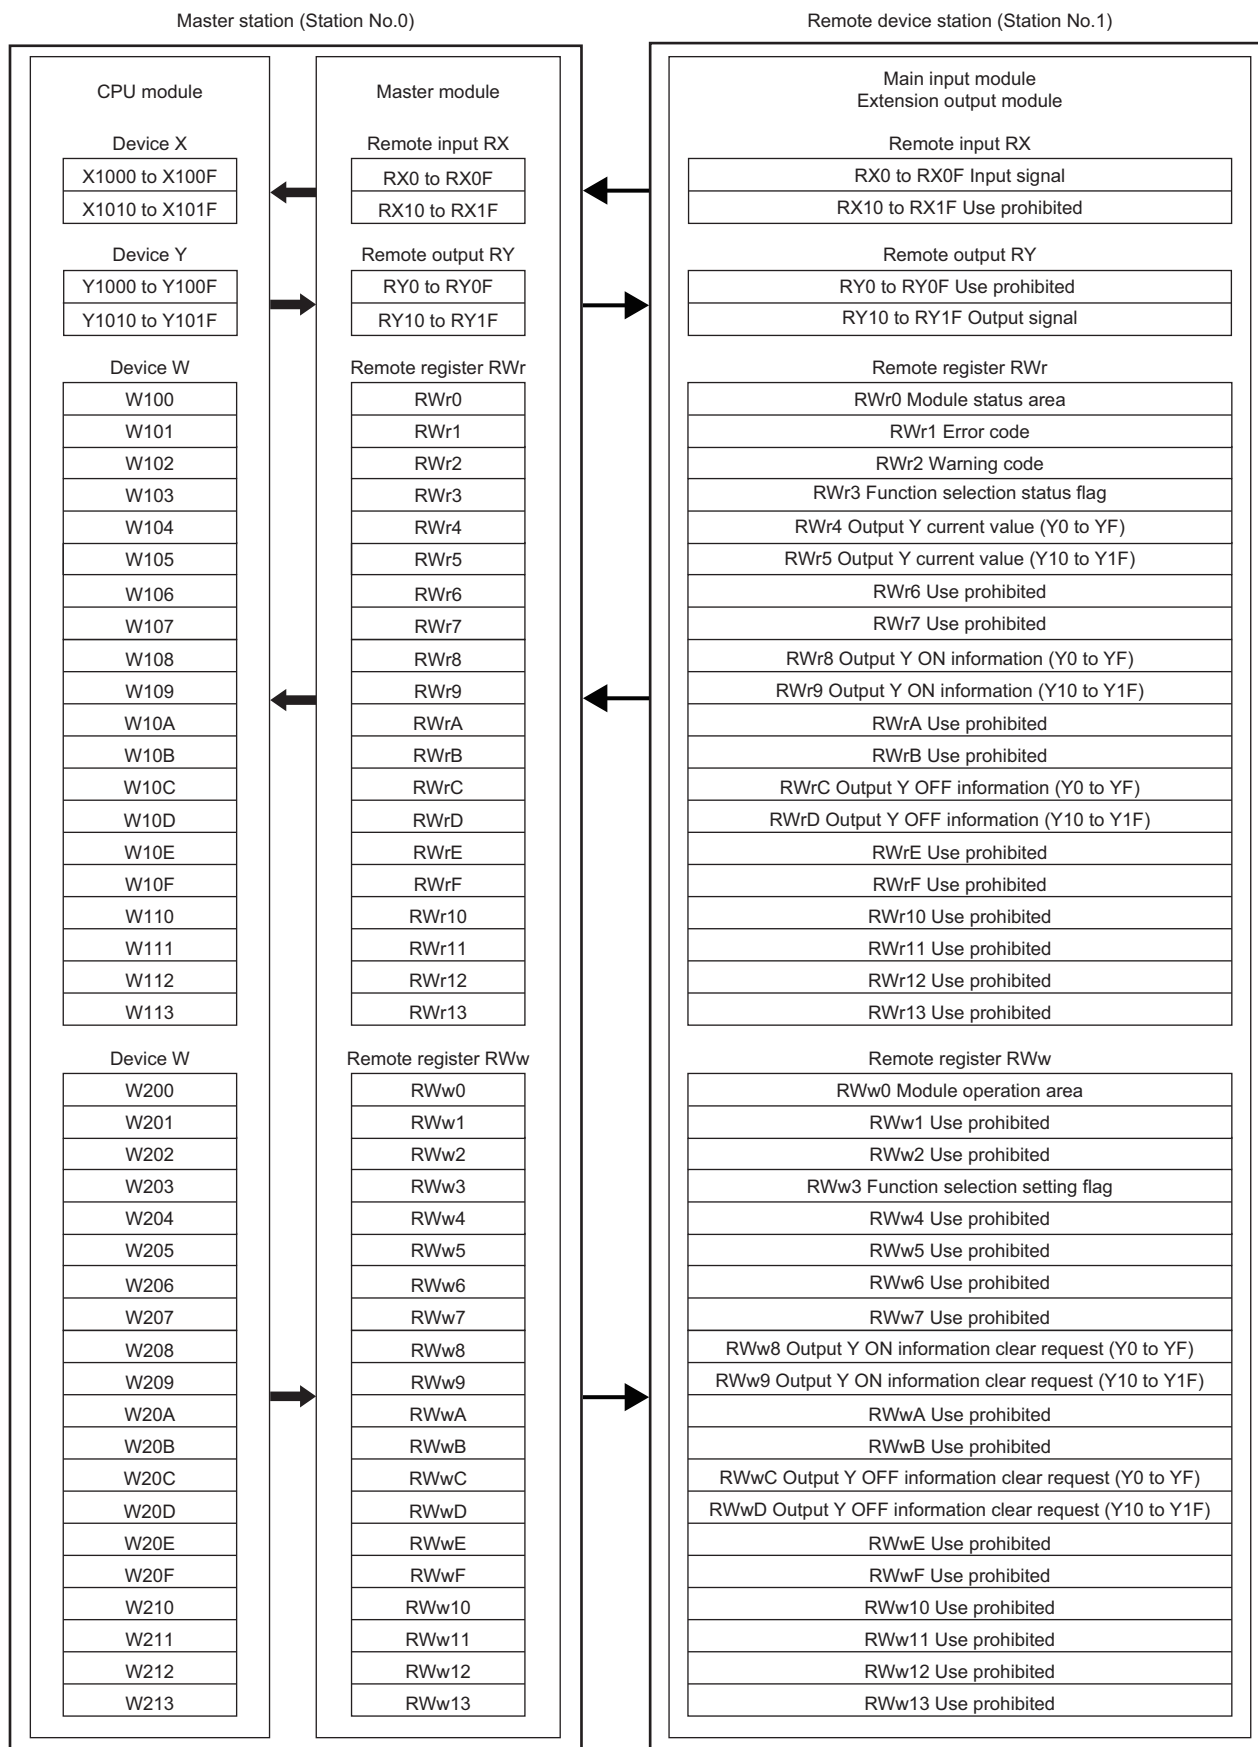 Master station (Station No.0)
Remote device station (Station No.1)
CPU module
Master module
Main input module
Extension output module
Device X
Remote input RX
Remote input RX
X1000 to X100F
RX0 to RX0F
RX0 to RX0F Input signal
X1010 to X101F
RX10 to RX1F
RX10 to RX1F Use prohibited
Device Y
Remote output RY
Remote output RY
Y1000 to Y100F
RY0 to RY0F
RY0 to RY0F Use prohibited
Y1010 to Y101F
RY10 to RY1F
RY10 to RY1F Output signal
Device W
Remote register RWr
Remote register RWr
W100
RWr0
RWr0 Module status area
W101
RWr1
RWr1 Error code
W102
RWr2
RWr2 Warning code
W103
RWr3
RWr3 Function selection status flag
W104
RWr4
RWr4 Output Y current value (Y0 to YF)
W105
RWr5
RWr5 Output Y current value (Y10 to Y1F)
W106
RWr6
RWr6 Use prohibited
W107
RWr7
RWr7 Use prohibited
W108
RWr8
RWr8 Output Y ON information (Y0 to YF)
W109
RWr9
RWr9 Output Y ON information (Y10 to Y1F)
W10A
RWrA
RWrA Use prohibited
W10B
RWrB
RWrB Use prohibited
W10C
RWrC
RWrC Output Y OFF information (Y0 to YF)
W10D
RWrD
RWrD Output Y OFF information (Y10 to Y1F)
W10E
RWrE
RWrE Use prohibited
W10F
RWrF
RWrF Use prohibited
W110
RWr10
RWr10 Use prohibited
W111
RWr11
RWr11 Use prohibited
W112
RWr12
RWr12 Use prohibited
W113
RWr13
RWr13 Use prohibited
Device W
Remote register RWw
Remote register RWw
W200
RWw0
RWw0 Module operation area
W201
RWw1
RWw1 Use prohibited
W202
RWw2
RWw2 Use prohibited
W203
RWw3
RWw3 Function selection setting flag
W204
RWw4
RWw4 Use prohibited
W205
RWw5
RWw5 Use prohibited
W206
RWw6
RWw6 Use prohibited
W207
RWw7
RWw7 Use prohibited
W208
RWw8
RWw8 Output Y ON information clear request (Y0 to YF)
W209
RWw9
RWw9 Output Y ON information clear request (Y10 to Y1F)
W20A
RWwA
RWwA Use prohibited
W20B
RWwB
RWwB Use prohibited
W20C
RWwC
RWwC Output Y OFF information clear request (Y0 to YF)
W20D
RWwD
RWwD Output Y OFF information clear request (Y10 to Y1F)
W20E
RWwE
RWwE Use prohibited
W20F
RWwF
RWwF Use prohibited
W210
RWw10
RWw10 Use prohibited
W211
RWw11
RWw11 Use prohibited
W212
RWw12
RWw12 Use prohibited
W213
RWw13
RWw13 Use prohibited